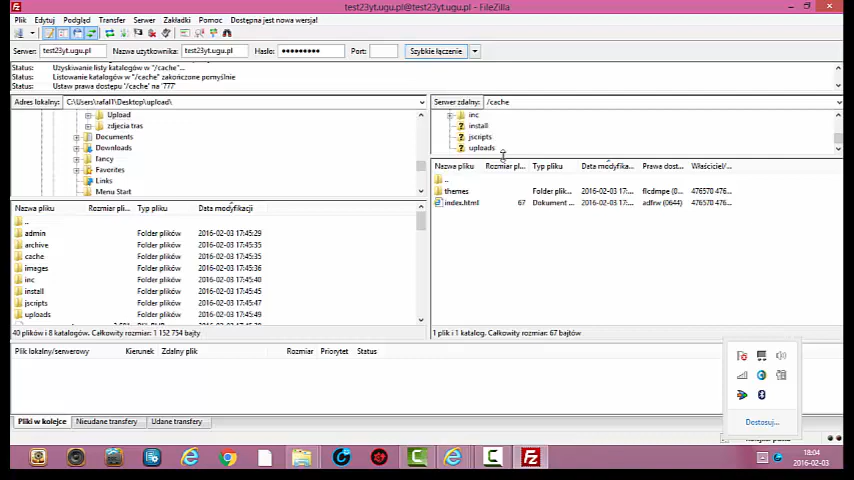 test23yt.ugu.pl@test23yt.ugu.pl - FileZilla
Plik Edytuj Podgląd Transfer Serwer Zakładki Pomoc Dostępna jest nowa wersja!
Serwer: test23yt.ugu.pl Nazwa użytkownika: test23yt.ugu.pl Hasło: ●●●●●●●●● Port: Szybkie łączenie
Status: Uzyskiwanie listy katalogów w "/cache"...
Status: Listowanie katalogów w "/cache" zakończone pomyślnie
Status: Ustaw prawa dostępu '/cache' na '777'
Adres lokalny: C:\Users\rafal1\Desktop\upload\
Upload
zdjecia tras
Documents
Downloads
fancy
Favorites
Links
Menu Start
Nazwa pliku Rozmiar pli... Typ pliku Data modyfikacji
..
admin Folder plików 2016-02-03 17:45:29
archive Folder plików 2016-02-03 17:45:35
cache Folder plików 2016-02-03 17:45:35
images Folder plików 2016-02-03 17:45:36
inc Folder plików 2016-02-03 17:45:40
install Folder plików 2016-02-03 17:45:45
jscripts Folder plików 2016-02-03 17:45:47
uploads Folder plików 2016-02-03 17:45:49
40 plików i 8 katalogów. Całkowity rozmiar: 1 152 754 bajty
Serwer zdalny: /cache
inc
install
jscripts
uploads
Nazwa pliku Rozmiar pl... Typ pliku Data modyfika... Prawa dost... Właściciel/...
..
themes Folder plik... 2016-02-03 17:... flcdmpe (0... 476570 476...
index.html 67 Dokument ... 2016-02-03 17:... adfrw (0644) 476570 476...
1 plik i 1 katalog. Całkowity rozmiar: 67 bajtów
Plik lokalny/serwerowy Kierunek Zdalny plik Rozmiar Priorytet Status
Dostosuj...
Pliki w kolejce Nieudane transfery Udane transfery
18:04
2016-02-03